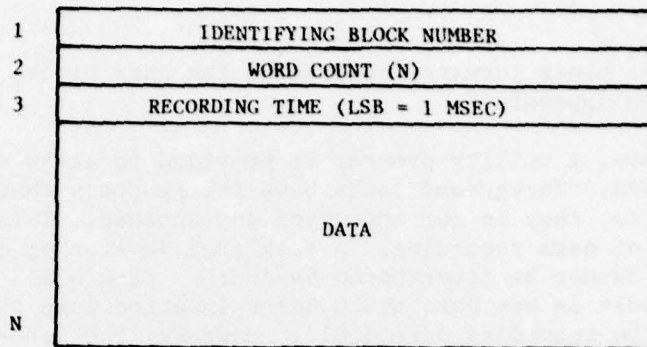 1 IDENTIFYING BLOCK NUMBER
2 WORD COUNT (N)
3 RECORDING TIME (LSB = 1 MSEC)
DATA
N